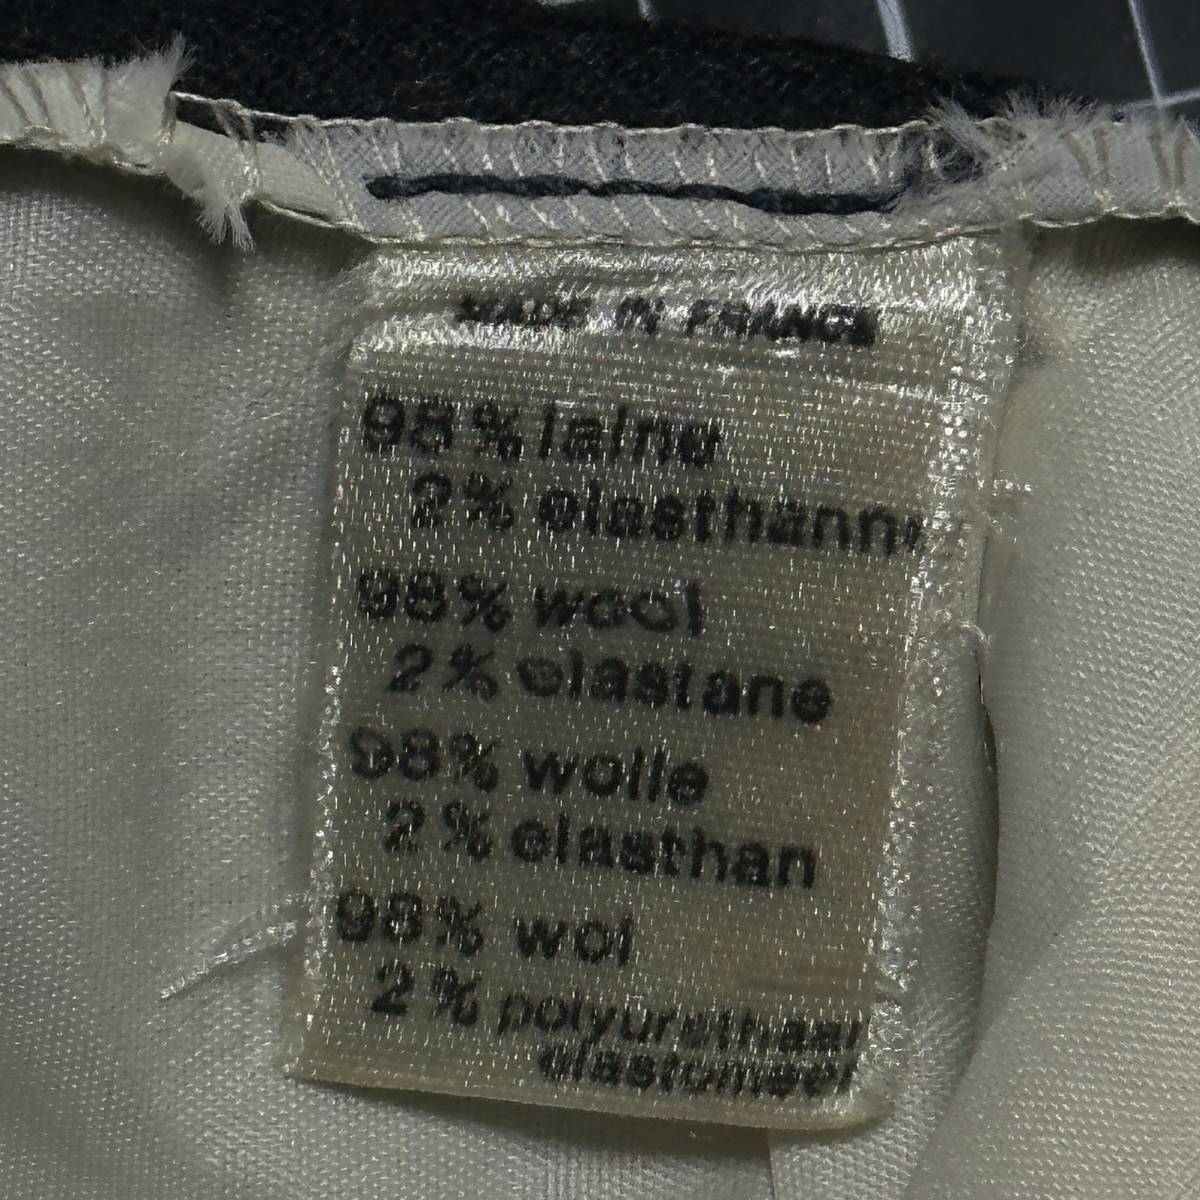 MADE IN FRANCE
98% laine
2% elasthanne
98% wool
2% elastane
98% wolle
2% elasthan
98% wol
2% polyurethaan
elastomeer